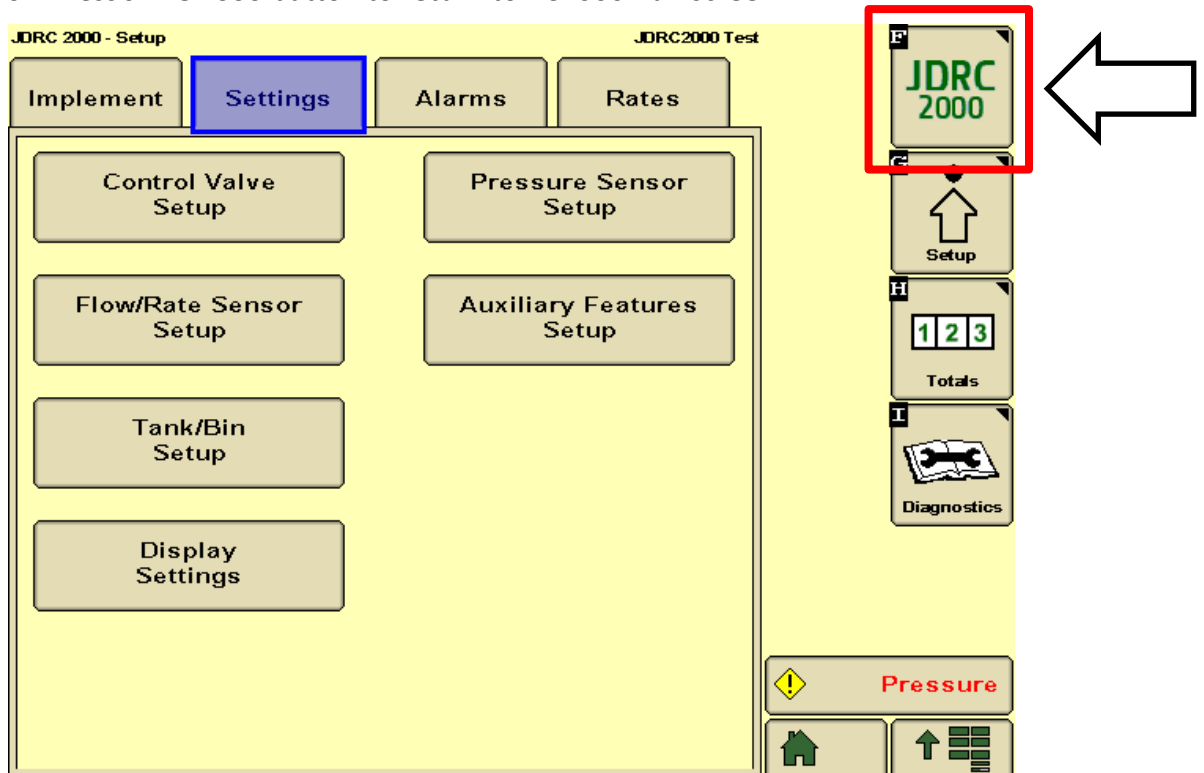 JDRC 2000 - Setup
JDRC2000 Test
Implement
Settings
Alarms
Rates
Control Valve
Setup
Pressure Sensor
Setup
Flow/Rate Sensor
Setup
Auxiliary Features
Setup
Tank/Bin
Setup
Display
Settings
F
JDRC
2000
G
Setup
H
1 2 3
Totals
I
Diagnostics
Pressure